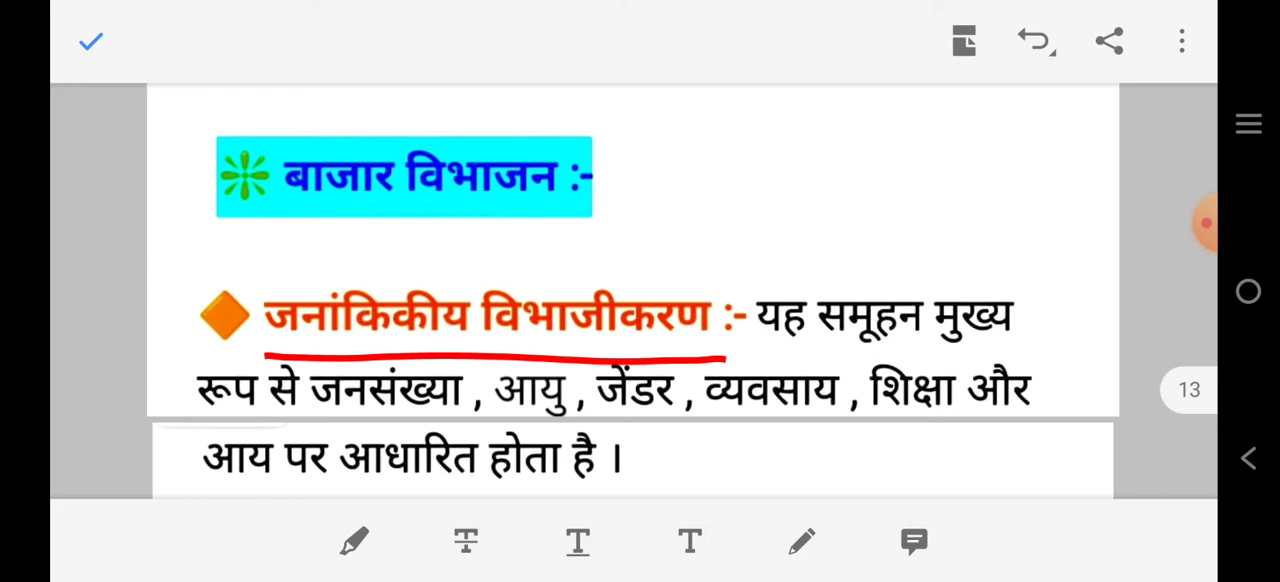 बाजार विभाजन :-
जनांकिकीय विभाजीकरण :- यह समूहन मुख्य
रूप से जनसंख्या , आयु , जेंडर , व्यवसाय , शिक्षा और
13
आय पर आधारित होता है ।
T T T